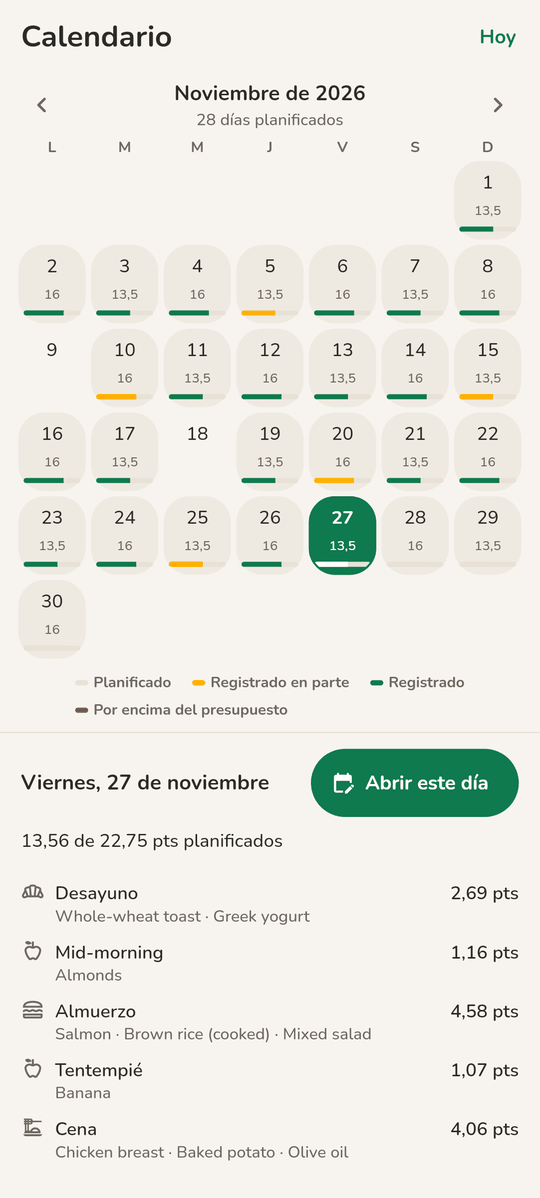 Calendario
Hoy
Noviembre de 2026
28 días planificados
L M M J V S D
1
13,5
2 3 4 5 6 7 8
16 13,5 16 13,5 16 13,5 16
9 10 11 12 13 14 15
16 13,5 16 13,5 16 13,5
16 17 18 19 20 21 22
16 13,5 13,5 16 13,5 16
23 24 25 26 27 28 29
13,5 16 13,5 16 13,5 16 13,5
30
16
Planificado Registrado en parte Registrado
Por encima del presupuesto
Viernes, 27 de noviembre
Abrir este día
13,56 de 22,75 pts planificados
Desayuno 2,69 pts
Whole-wheat toast · Greek yogurt
Mid-morning 1,16 pts
Almonds
Almuerzo 4,58 pts
Salmon · Brown rice (cooked) · Mixed salad
Tentempié 1,07 pts
Banana
Cena 4,06 pts
Chicken breast · Baked potato · Olive oil